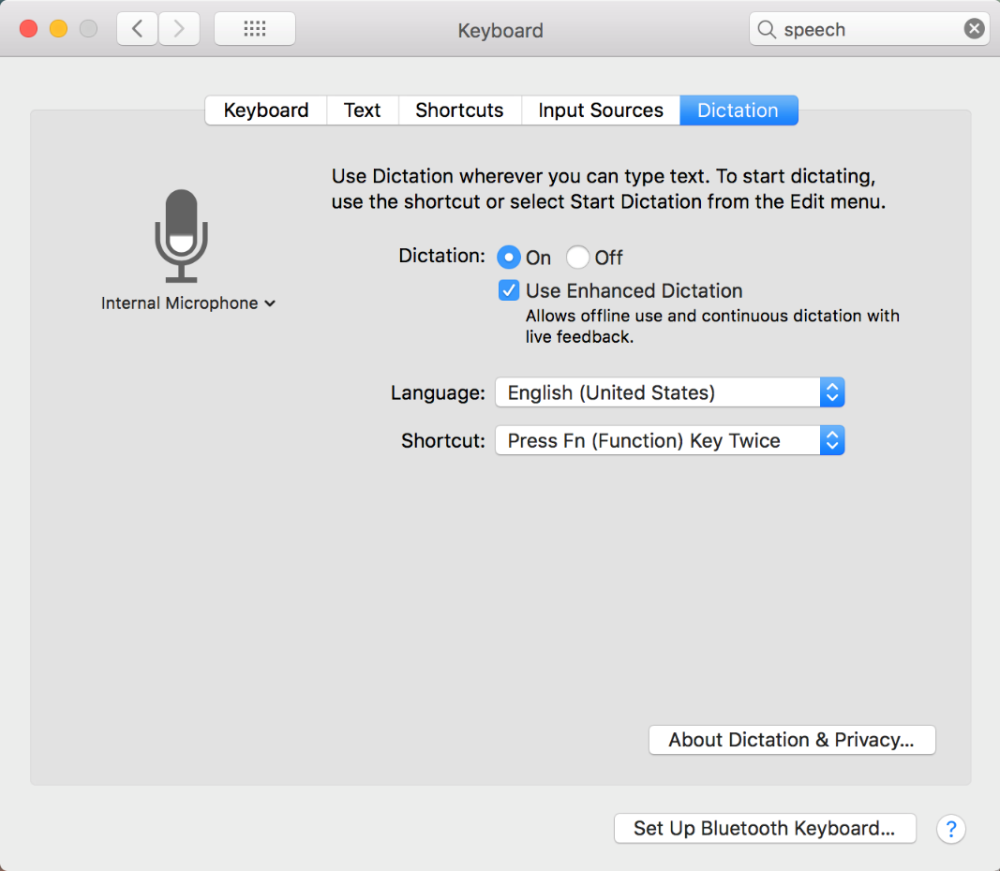 Keyboard
speech
Keyboard Text Shortcuts Input Sources Dictation
Use Dictation wherever you can type text. To start dictating,
use the shortcut or select Start Dictation from the Edit menu.
Dictation: On Off
Use Enhanced Dictation
Allows offline use and continuous dictation with
live feedback.
Internal Microphone
Language: English (United States)
Shortcut: Press Fn (Function) Key Twice
About Dictation & Privacy...
Set Up Bluetooth Keyboard... ?